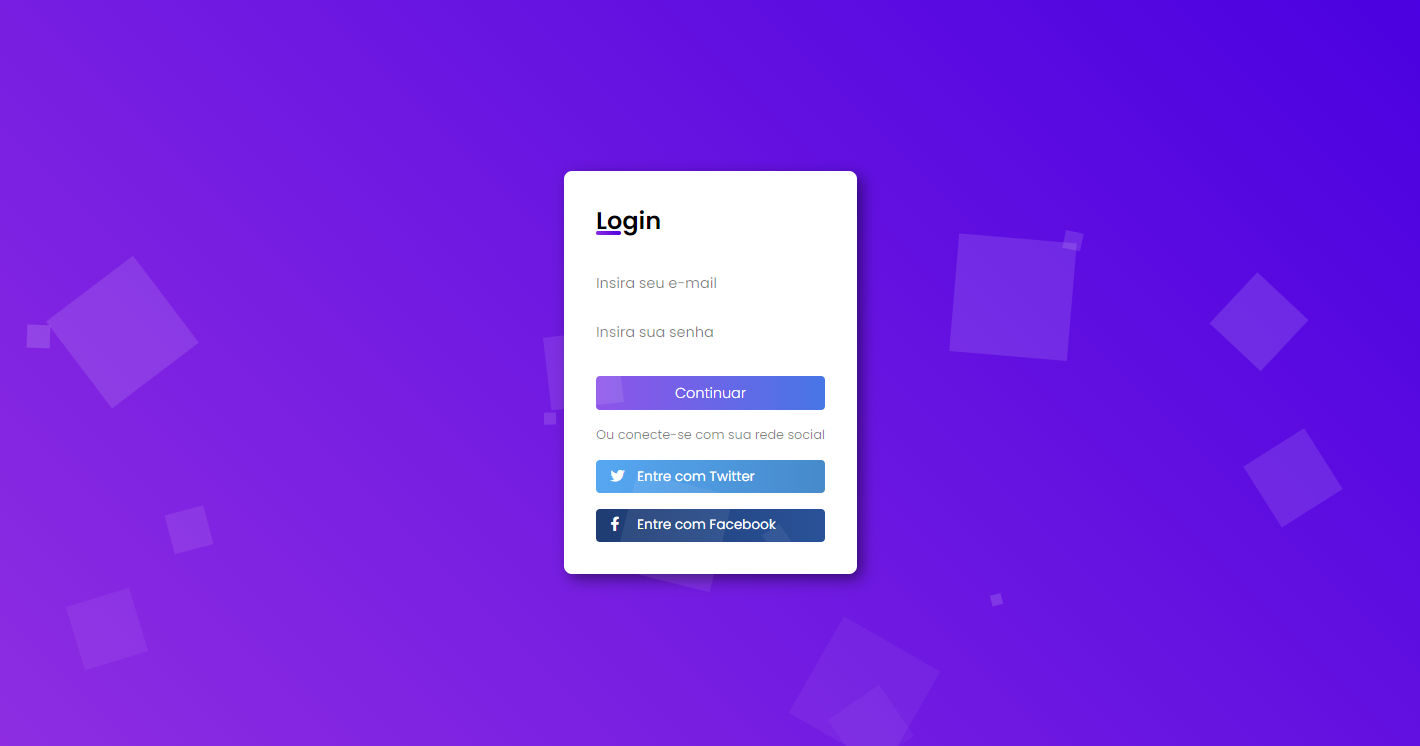 Login
Insira seu e-mail
Insira sua senha
Continuar
Ou conecte-se com sua rede social
Entre com Twitter
Entre com Facebook